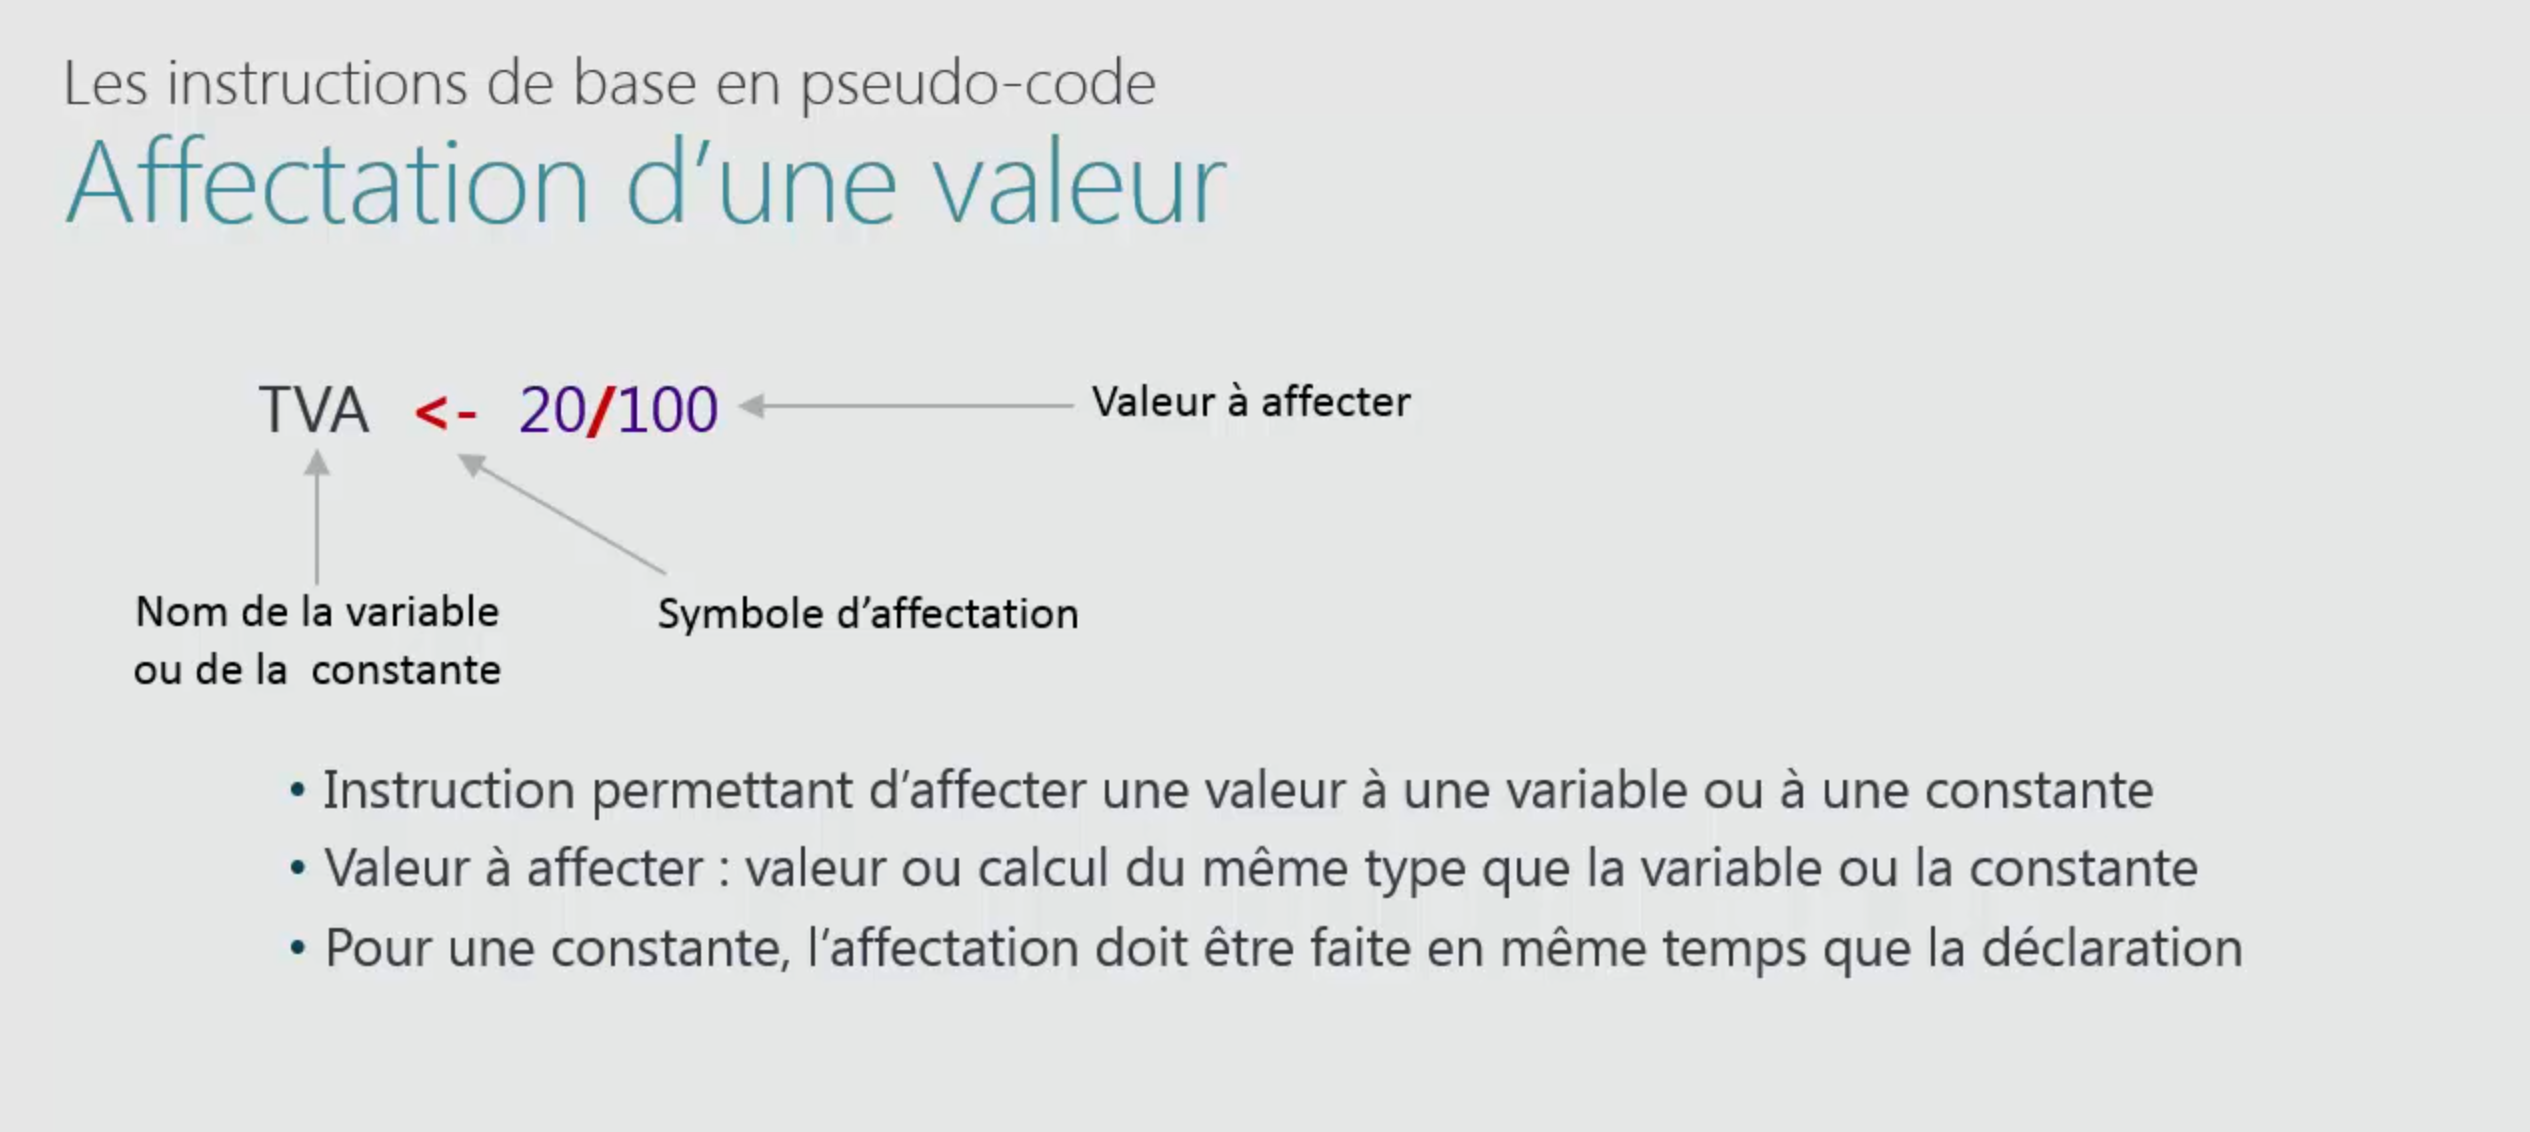 Les instructions de base en pseudo-code
Affectation d’une valeur
TVA <- 20/100
Valeur à affecter
Nom de la variable
ou de la constante
Symbole d’affectation
• Instruction permettant d’affecter une valeur à une variable ou à une constante
• Valeur à affecter : valeur ou calcul du même type que la variable ou la constante
• Pour une constante, l’affectation doit être faite en même temps que la déclaration